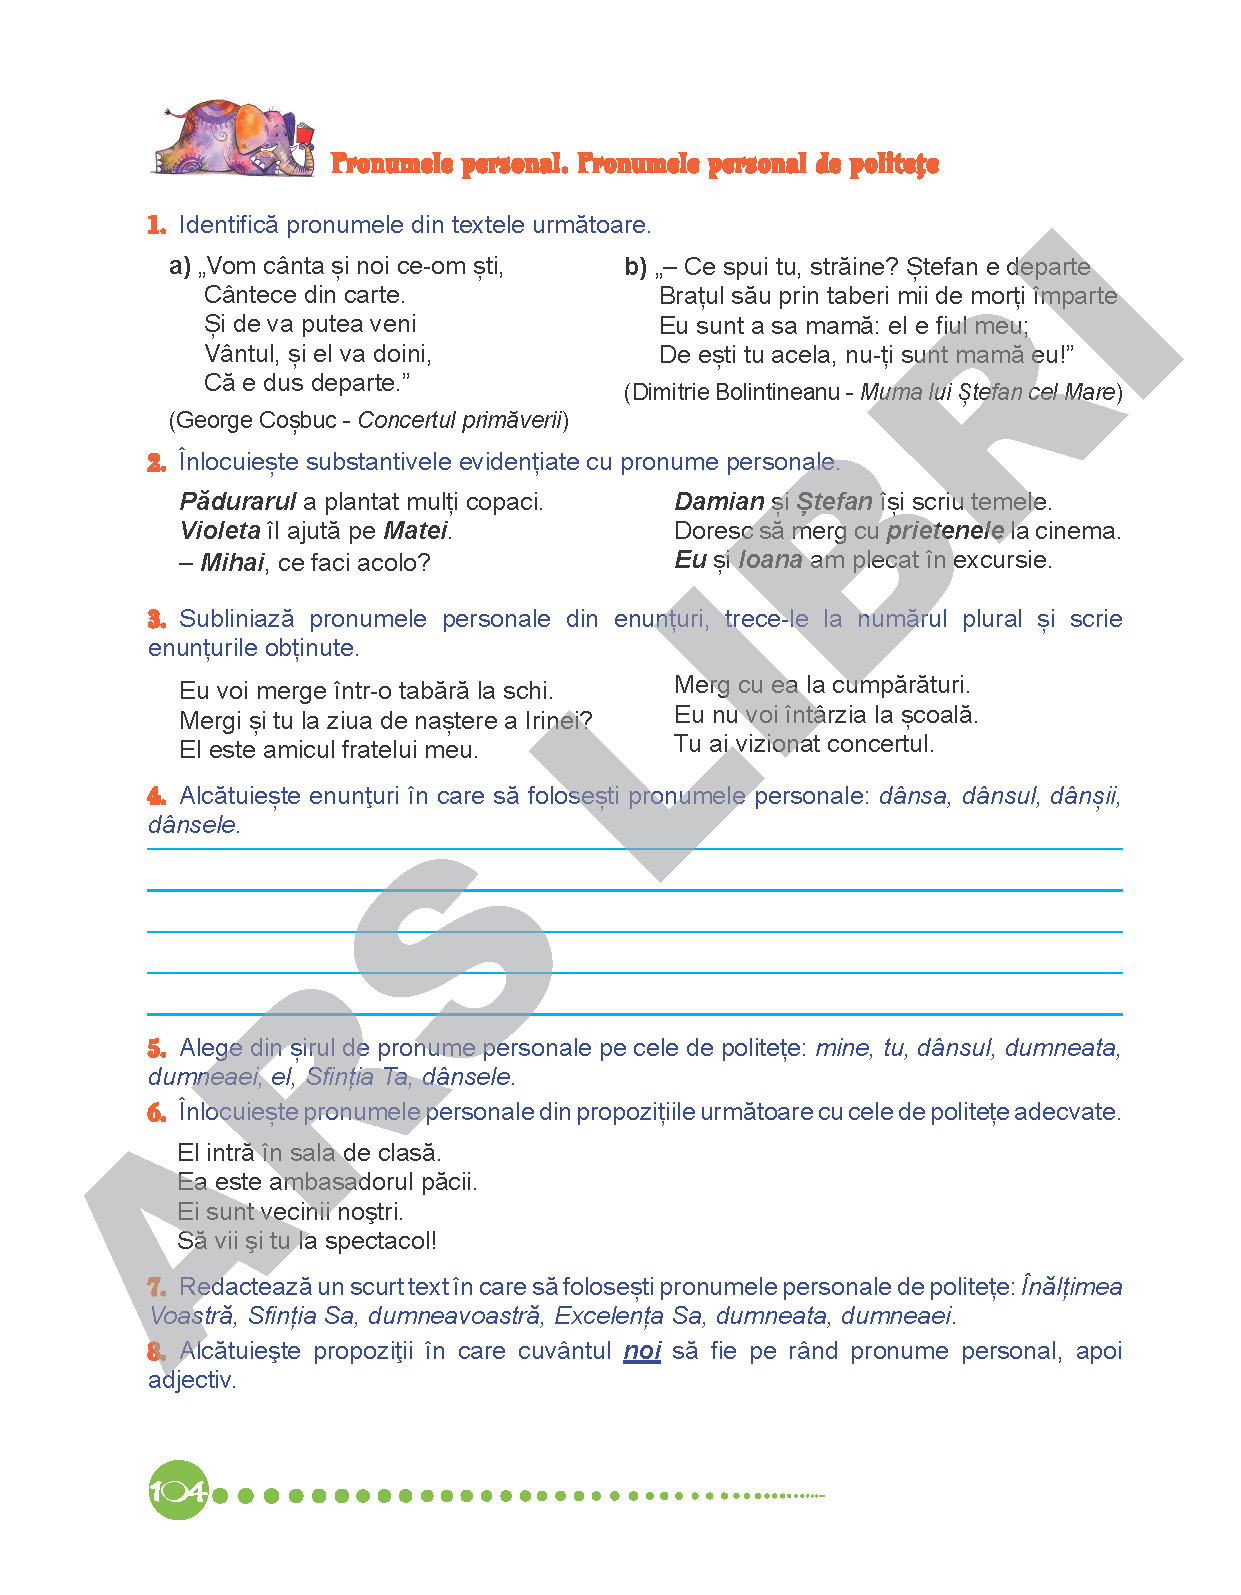 Pronumele personal. Pronumele personal de politețe
1. Identifică pronumele din textele următoare.
a) „Vom cânta și noi ce-om ști,
Cântece din carte.
Și de va putea veni
Vântul, și el va doini,
Că e dus departe.”
(George Coșbuc - Concertul primăverii)
b) „– Ce spui tu, străine? Ștefan e departe
Brațul său prin taberi mii de morți împarte
Eu sunt a sa mamă: el e fiul meu;
De ești tu acela, nu-ți sunt mamă eu!”
(Dimitrie Bolintineanu - Muma lui Ștefan cel Mare)
2. Înlocuiește substantivele evidențiate cu pronume personale.
Pădurarul a plantat mulți copaci.
Violeta îl ajută pe Matei.
– Mihai, ce faci acolo?
Damian și Ștefan își scriu temele.
Doresc să merg cu prietenele la cinema.
Eu și Ioana am plecat în excursie.
3. Subliniază pronumele personale din enunțuri, trece-le la numărul plural și scrie
enunțurile obținute.
Eu voi merge într-o tabără la schi.
Mergi și tu la ziua de naștere a Irinei?
El este amicul fratelui meu.
Merg cu ea la cumpărături.
Eu nu voi întârzia la școală.
Tu ai vizionat concertul.
4. Alcătuiește enunţuri în care să folosești pronumele personale: dânsa, dânsul, dânșii,
dânsele.
5. Alege din șirul de pronume personale pe cele de politețe: mine, tu, dânsul, dumneata,
dumneaei, el, Sfinția Ta, dânsele.
6. Înlocuiește pronumele personale din propozițiile următoare cu cele de politețe adecvate.
El intră în sala de clasă.
Ea este ambasadorul păcii.
Ei sunt vecinii noştri.
Să vii şi tu la spectacol!
7. Redactează un scurt text în care să folosești pronumele personale de politețe: Înălțimea
Voastră, Sfinția Sa, dumneavoastră, Excelența Sa, dumneata, dumneaei.
8. Alcătuieşte propoziţii în care cuvântul noi să fie pe rând pronume personal, apoi
adjectiv.
104
ARS LIBRI